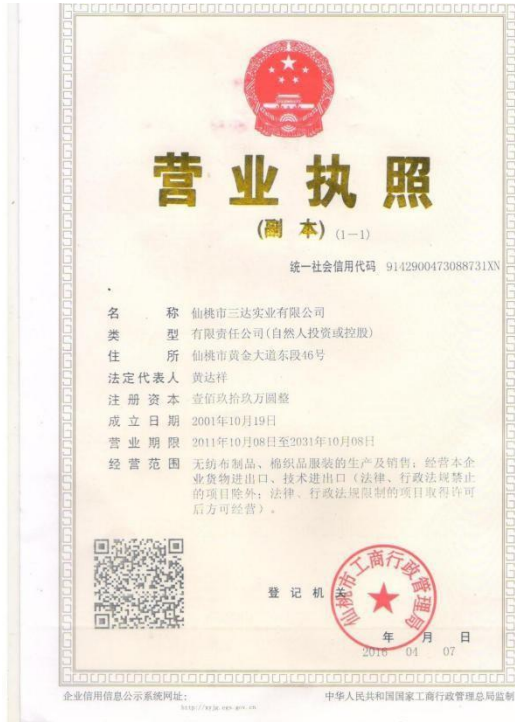 营业执照
(副 本) (1-1)
统一社会信用代码 9142900473088731XN
名 称 仙桃市三达实业有限公司
类 型 有限责任公司(自然人投资或控股)
住 所 仙桃市黄金大道东段46号
法定代表人 黄达祥
注册资本 壹佰玖拾玖万圆整
成立日期 2001年10月19日
营业期限 2011年10月08日至2031年10月08日
经营范围 无纺布制品、棉织品服装的生产及销售；经营本企
业货物进出口、技术进出口（法律、行政法规禁止
的项目除外；法律、行政法规限制的项目取得许可
后方可经营）。
仙桃市工商行政管理局
登记机关
年 月 日
2016 04 07
企业信用信息公示系统网址：
中华人民共和国国家工商行政管理总局监制